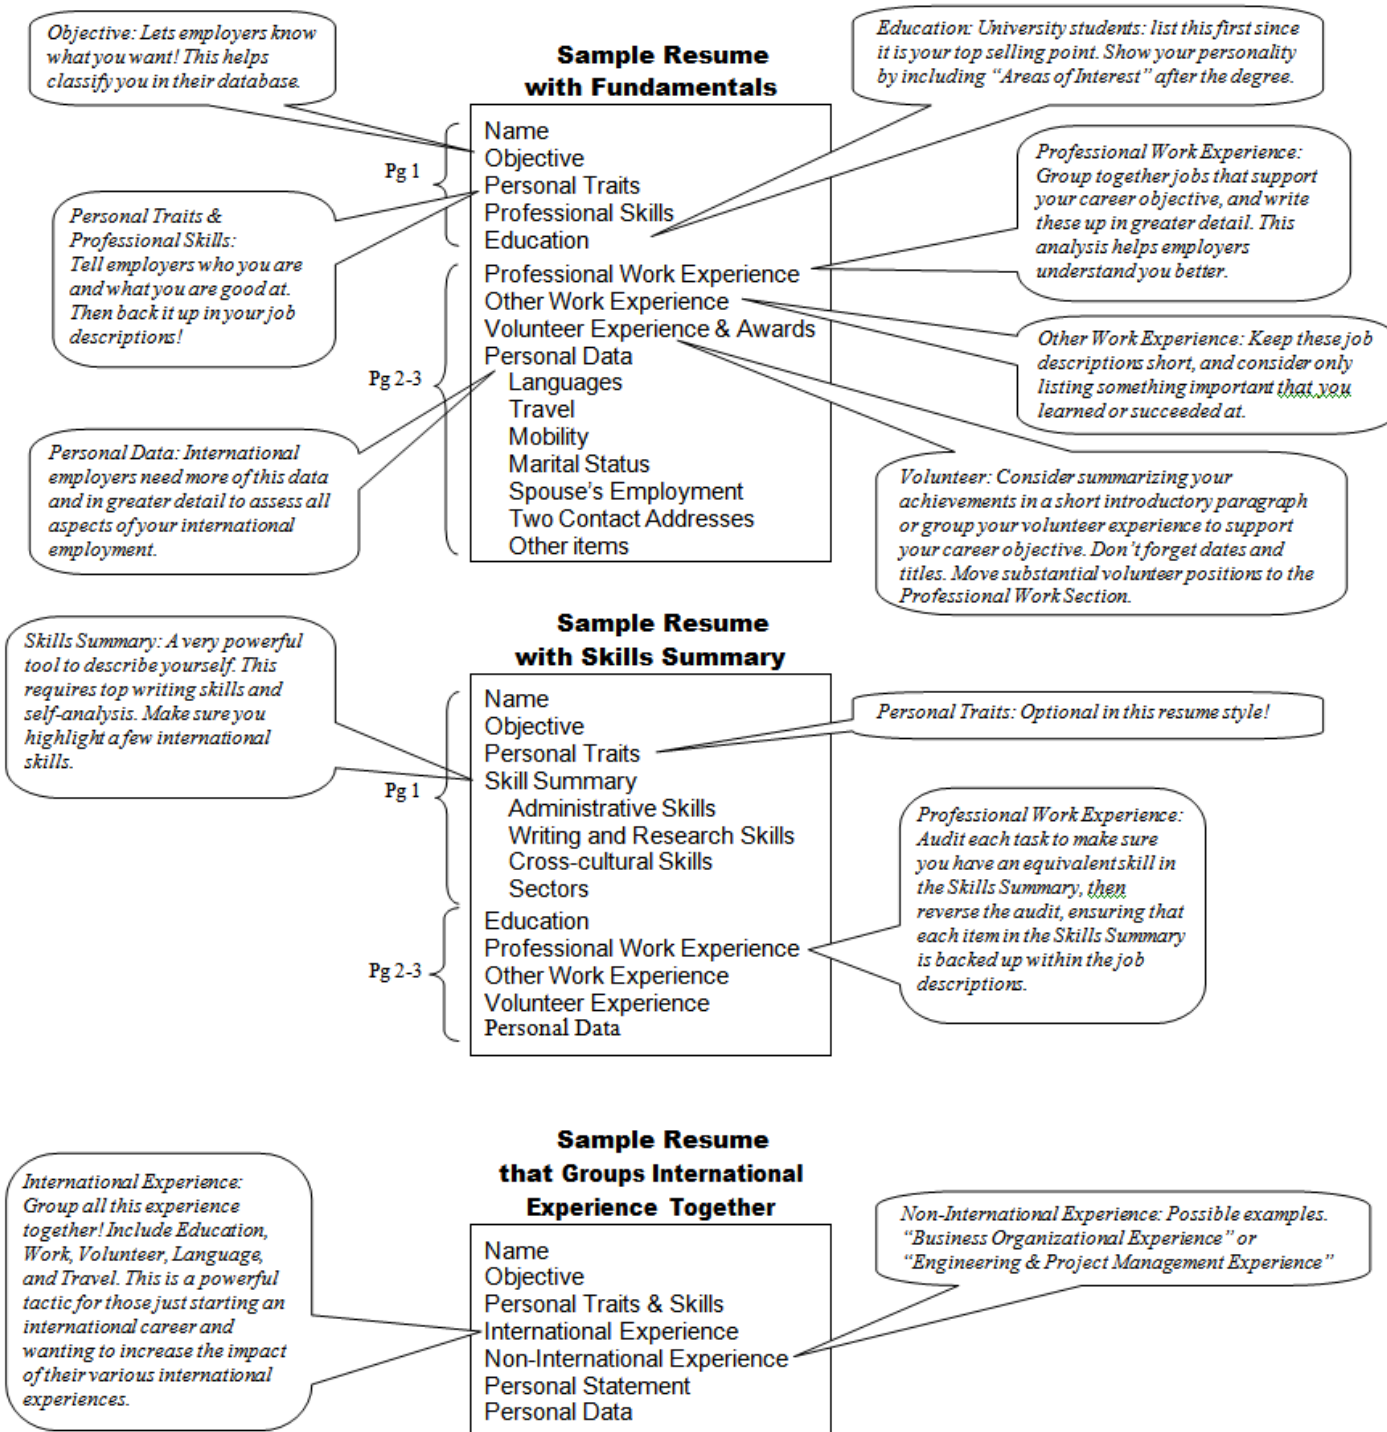 Objective: Lets employers know
what you want! This helps
classify you in their database.
Sample Resume
with Fundamentals
Education: University students: list this first since
it is your top selling point. Show your personality
by including “Areas of Interest” after the degree.
Pg 1
Name
Objective
Personal Traits
Professional Skills
Education
Professional Work Experience
Other Work Experience
Volunteer Experience & Awards
Personal Data
Languages
Travel
Mobility
Marital Status
Spouse’s Employment
Two Contact Addresses
Other items
Pg 2-3
Personal Traits &
Professional Skills:
Tell employers who you are
and what you are good at.
Then back it up in your job
descriptions!
Professional Work Experience:
Group together jobs that support
your career objective, and write
these up in greater detail. This
analysis helps employers
understand you better.
Other Work Experience: Keep these job
descriptions short, and consider only
listing something important that you
learned or succeeded at.
Personal Data: International
employers need more of this data
and in greater detail to assess all
aspects of your international
employment.
Volunteer: Consider summarizing your
achievements in a short introductory paragraph
or group your volunteer experience to support
your career objective. Don’t forget dates and
titles. Move substantial volunteer positions to the
Professional Work Section.
Sample Resume
with Skills Summary
Skills Summary: A very powerful
tool to describe yourself. This
requires top writing skills and
self-analysis. Make sure you
highlight a few international
skills.
Pg 1
Name
Objective
Personal Traits
Skill Summary
Administrative Skills
Writing and Research Skills
Cross-cultural Skills
Sectors
Education
Professional Work Experience
Other Work Experience
Volunteer Experience
Personal Data
Pg 2-3
Personal Traits: Optional in this resume style!
Professional Work Experience:
Audit each task to make sure
you have an equivalent skill in
the Skills Summary, then
reverse the audit, ensuring that
each item in the Skills Summary
is backed up within the job
descriptions.
Sample Resume
that Groups International
Experience Together
International Experience:
Group all this experience
together! Include Education,
Work, Volunteer, Language,
and Travel. This is a powerful
tactic for those just starting an
international career and
wanting to increase the impact
of their various international
experiences.
Name
Objective
Personal Traits & Skills
International Experience
Non-International Experience
Personal Statement
Personal Data
Non-International Experience: Possible examples.
“Business Organizational Experience” or
“Engineering & Project Management Experience”